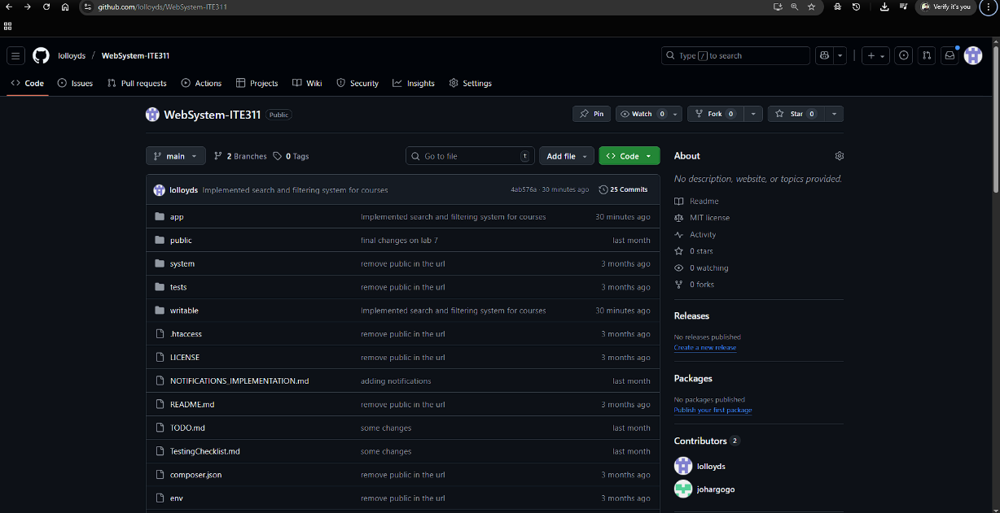 github.com/lolloyds/WebSystem-ITE311
Verify it's you
lolloyds / WebSystem-ITE311
Type / to search
Code Issues Pull requests Actions Projects Wiki Security Insights Settings
WebSystem-ITE311 Public
Pin Watch 0 Fork 0 Star 0
main 2 Branches 0 Tags Go to file t Add file Code
lolloyds Implemented search and filtering system for courses 4ab576a · 30 minutes ago 25 Commits
app Implemented search and filtering system for courses 30 minutes ago
public final changes on lab 7 last month
system remove public in the url 3 months ago
tests remove public in the url 3 months ago
writable Implemented search and filtering system for courses 30 minutes ago
.htaccess remove public in the url 3 months ago
LICENSE remove public in the url 3 months ago
NOTIFICATIONS_IMPLEMENTATION.md adding notifications last month
README.md remove public in the url 3 months ago
TODO.md some changes last month
TestingChecklist.md some changes last month
composer.json remove public in the url 3 months ago
env remove public in the url 3 months ago
About
No description, website, or topics provided.
Readme
MIT license
Activity
0 stars
0 watching
0 forks
Releases
No releases published
Create a new release
Packages
No packages published
Publish your first package
Contributors 2
lolloyds
johargogo